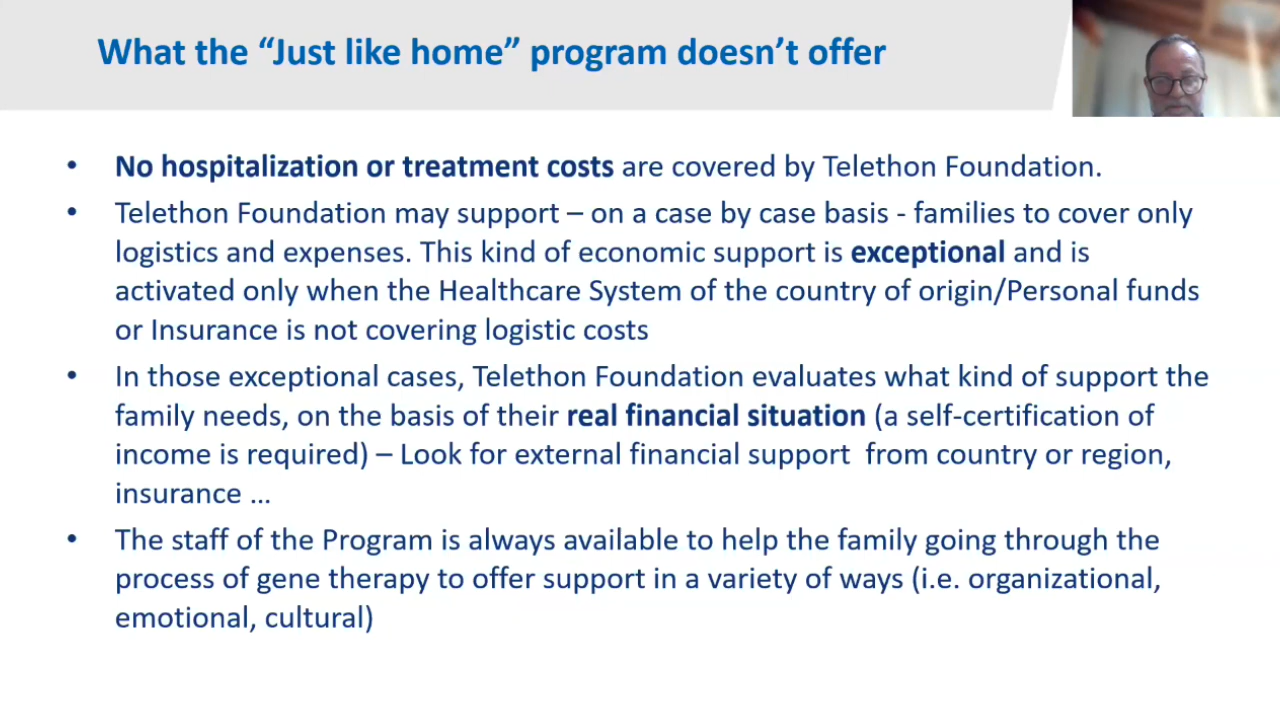 What the “Just like home” program doesn’t offer
• No hospitalization or treatment costs are covered by Telethon Foundation.
• Telethon Foundation may support – on a case by case basis - families to cover only
logistics and expenses. This kind of economic support is exceptional and is
activated only when the Healthcare System of the country of origin/Personal funds
or Insurance is not covering logistic costs
• In those exceptional cases, Telethon Foundation evaluates what kind of support the
family needs, on the basis of their real financial situation (a self-certification of
income is required) – Look for external financial support  from country or region,
insurance ...
• The staff of the Program is always available to help the family going through the
process of gene therapy to offer support in a variety of ways (i.e. organizational,
emotional, cultural)